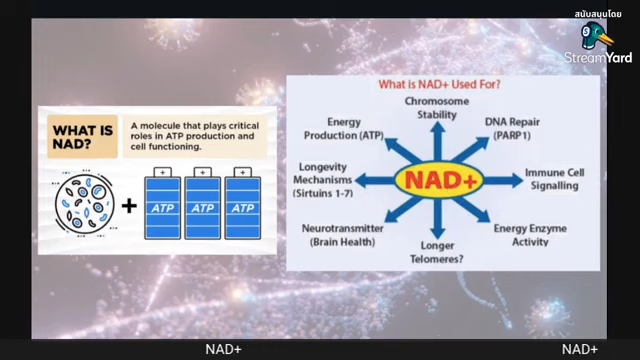 สนับสนุนโดย
StreamYard
WHAT IS
NAD?
A molecule that plays critical
roles in ATP production and
cell functioning.
+
ATP
ATP
ATP
What is NAD+ Used For?
Chromosome
Stability
Energy
Production (ATP)
DNA Repair
(PARP1)
Longevity
Mechanisms
(Sirtuins 1-7)
NAD+
Immune Cell
Signalling
Neurotransmitter
(Brain Health)
Longer
Telomeres?
Energy Enzyme
Activity
NAD+
NAD+